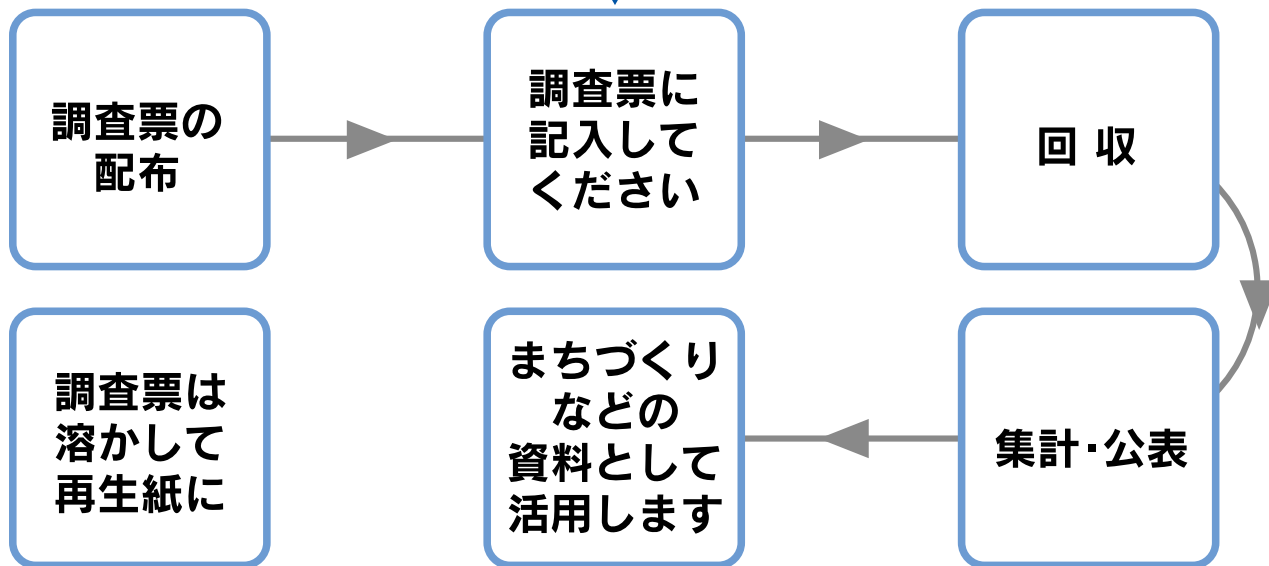 調査票の
配布
調査票に
記入して
ください
回 収
集計･公表
まちづくり
などの
資料として
活用します
調査票は
溶かして
再生紙に